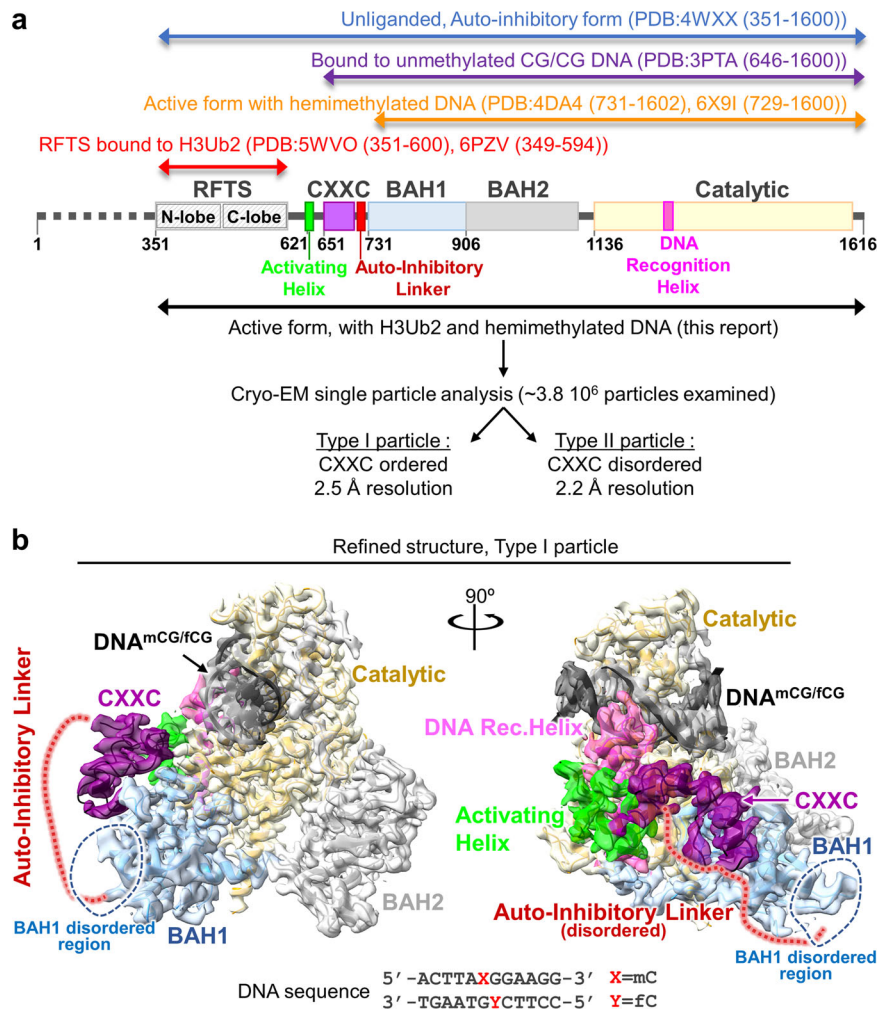 a
Unliganded, Auto-inhibitory form (PDB:4WXX (351-1600))
Bound to unmethylated CG/CG DNA (PDB:3PTA (646-1600))
Active form with hemimethylated DNA (PDB:4DA4 (731-1602), 6X9I (729-1600))
RFTS bound to H3Ub2 (PDB:5WVO (351-600), 6PZV (349-594))
RFTS CXXC BAH1 BAH2 Catalytic
N-lobe C-lobe
1 351 621 651 731 906 1136 1616
Activating
Helix
Auto-Inhibitory
Linker
DNA
Recognition
Helix
Active form, with H3Ub2 and hemimethylated DNA (this report)
Cryo-EM single particle analysis (~3.8 10⁶ particles examined)
Type I particle :
CXXC ordered
2.5 Å resolution
Type II particle :
CXXC disordered
2.2 Å resolution
b
Refined structure, Type I particle
90º
Auto-Inhibitory Linker
DNAmCG/fCG
CXXC
Catalytic
BAH1 disordered
region
BAH1
BAH2
Catalytic
DNAmCG/fCG
DNA Rec.Helix
BAH2
Activating
Helix
CXXC
BAH1
Auto-Inhibitory Linker
(disordered)
BAH1 disordered
region
DNA sequence
5′-ACTTAXGGAAGG-3′ X=mC
3′-TGAATGYCTTCC-5′ Y=fC